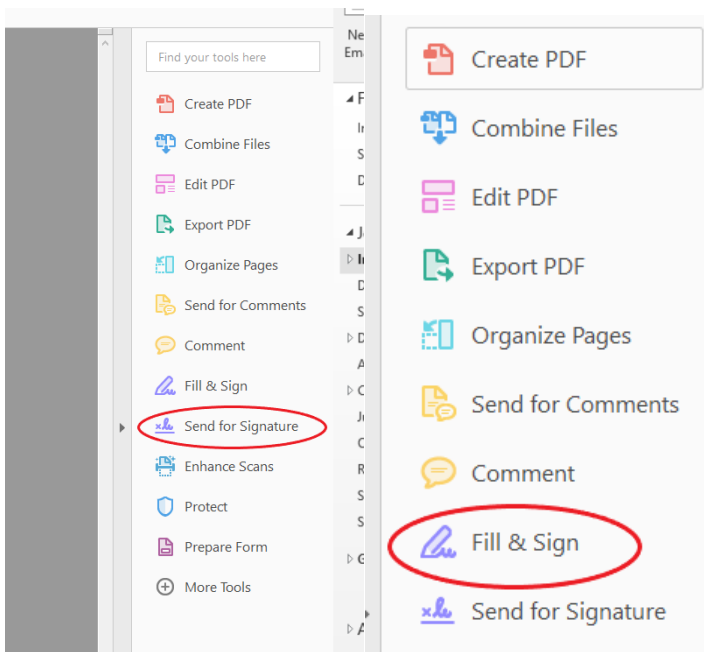 Find your tools here
Create PDF
Combine Files
Edit PDF
Export PDF
Organize Pages
Send for Comments
Comment
Fill & Sign
Send for Signature
Enhance Scans
Protect
Prepare Form
More Tools
Ne
Em
Create PDF
Combine Files
Edit PDF
Export PDF
Organize Pages
Send for Comments
Comment
Fill & Sign
Send for Signature